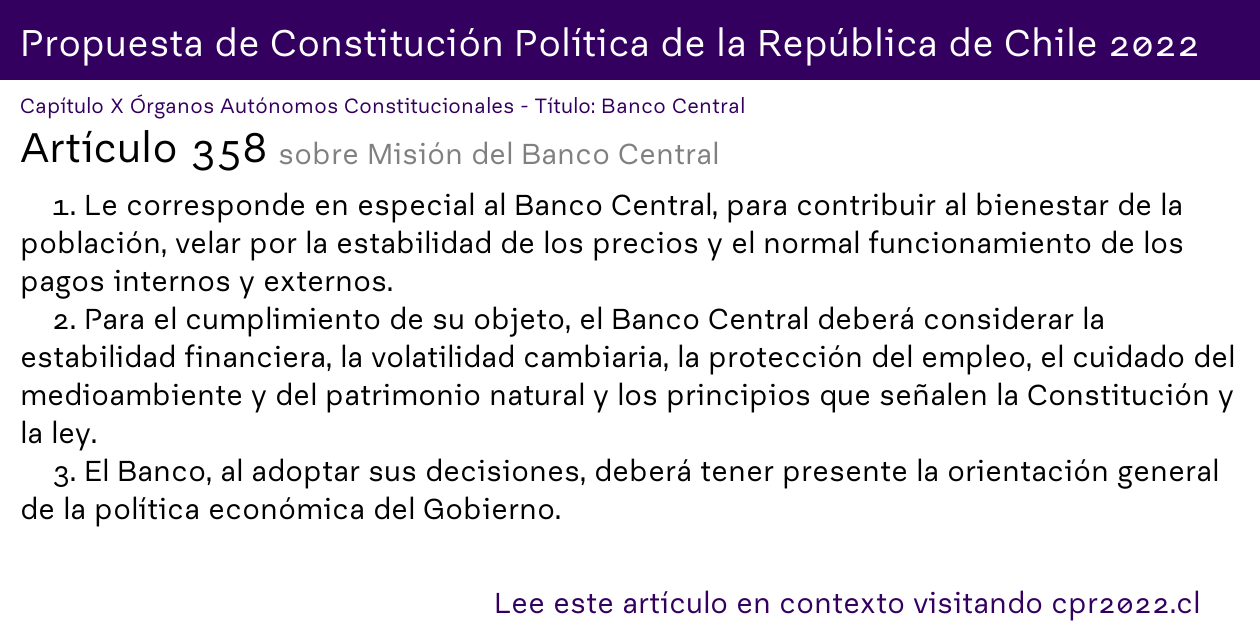 Propuesta de Constitución Política de la República de Chile 2022
Capítulo X Órganos Autónomos Constitucionales - Título: Banco Central
Artículo 358 sobre Misión del Banco Central
1. Le corresponde en especial al Banco Central, para contribuir al bienestar de la
población, velar por la estabilidad de los precios y el normal funcionamiento de los
pagos internos y externos.
2. Para el cumplimiento de su objeto, el Banco Central deberá considerar la
estabilidad financiera, la volatilidad cambiaria, la protección del empleo, el cuidado del
medioambiente y del patrimonio natural y los principios que señalen la Constitución y
la ley.
3. El Banco, al adoptar sus decisiones, deberá tener presente la orientación general
de la política económica del Gobierno.
Lee este artículo en contexto visitando cpr2022.cl